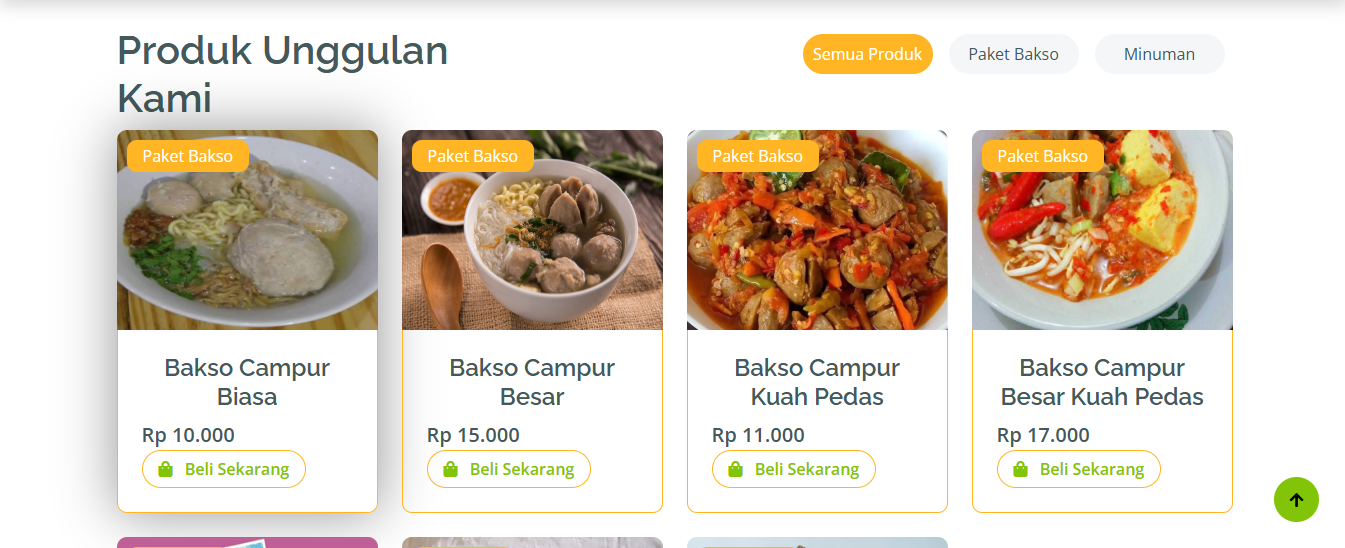 Produk Unggulan
Kami
Semua Produk
Paket Bakso
Minuman
Paket Bakso
Paket Bakso
Paket Bakso
Paket Bakso
Bakso Campur
Biasa
Rp 10.000
Beli Sekarang
Bakso Campur
Besar
Rp 15.000
Beli Sekarang
Bakso Campur
Kuah Pedas
Rp 11.000
Beli Sekarang
Bakso Campur
Besar Kuah Pedas
Rp 17.000
Beli Sekarang